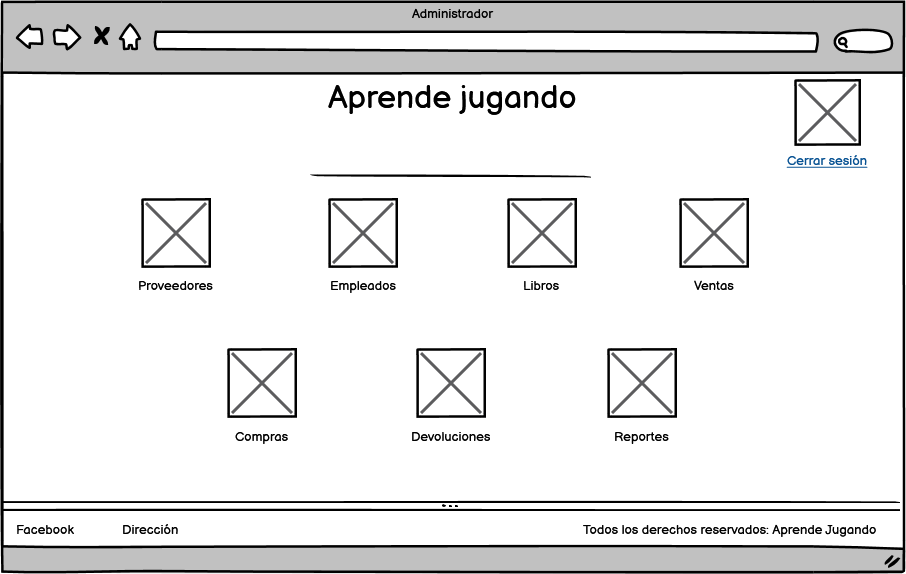 Administrador
Aprende jugando
Cerrar sesión
Proveedores
Empleados
Libros
Ventas
Compras
Devoluciones
Reportes
Facebook
Dirección
Todos los derechos reservados: Aprende Jugando